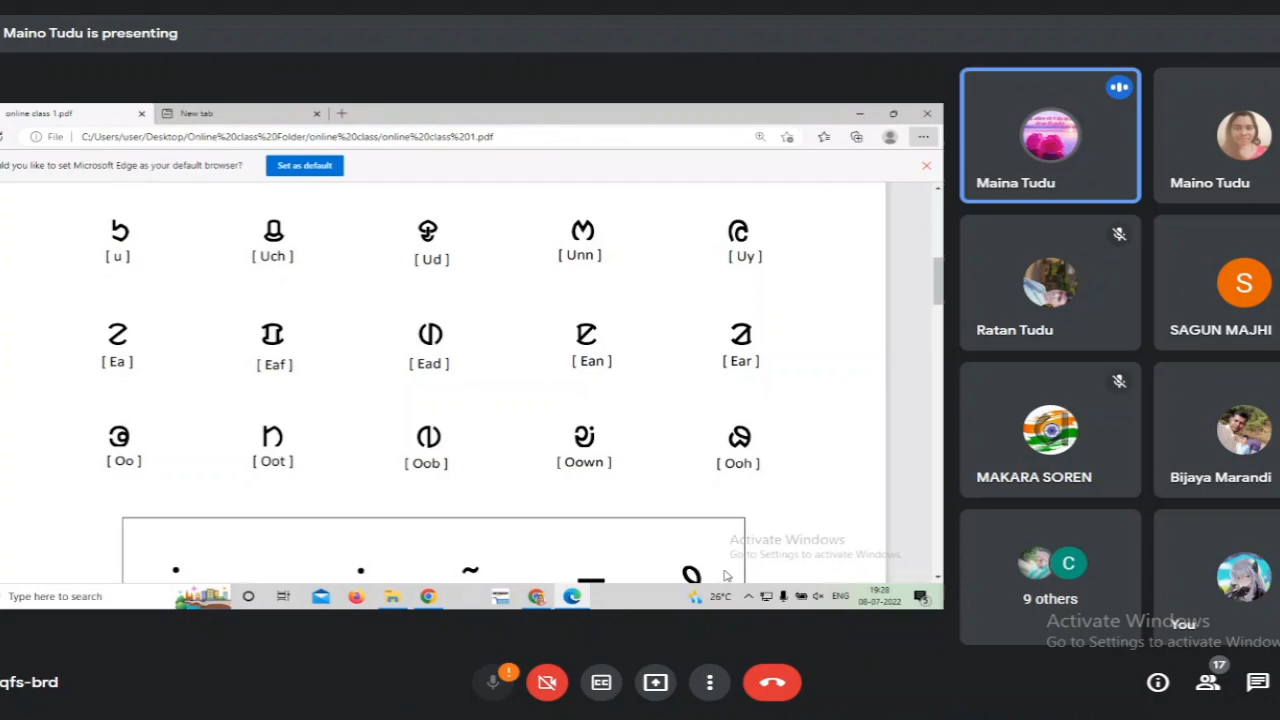 Maino Tudu is presenting
online class 1.pdf New tab
File C:/Users/user/Desktop/Online%20class%20Folder/online%20class/online%20class%201.pdf
you like to set Microsoft Edge as your default browser? Set as default
ᱩ ᱪ ᱫ ᱬ ᱭ
[ u ] [ Uch ] [ Ud ] [ Unn ] [ Uy ]
ᱮ ᱯ ᱰ ᱱ ᱲ
[ Ea ] [ Eaf ] [ Ead ] [ Ean ] [ Ear ]
ᱳ ᱴ ᱵ ᱶ ᱷ
[ Oo ] [ Oot ] [ Oob ] [ Oown ] [ Ooh ]
Activate Windows
Go to Settings to activate Windows.
Type here to search 26°C ENG 19:28
08-07-2022 5
Maina Tudu Maino Tudu
Ratan Tudu S SAGUN MAJHI
MAKARA SOREN Bijaya Marandi
C
9 others You
Activate Windows
Go to Settings to activate Window
qfs-brd CC 17